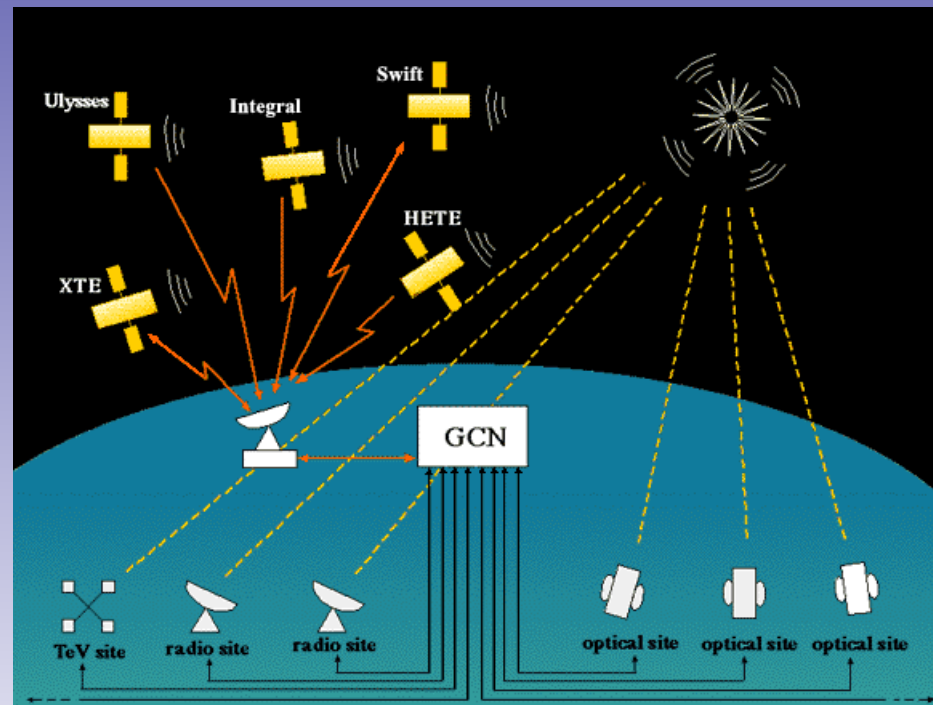 Swift
Ulysses
Integral
HETE
XTE
GCN
TeV site
radio site
radio site
optical site
optical site
optical site